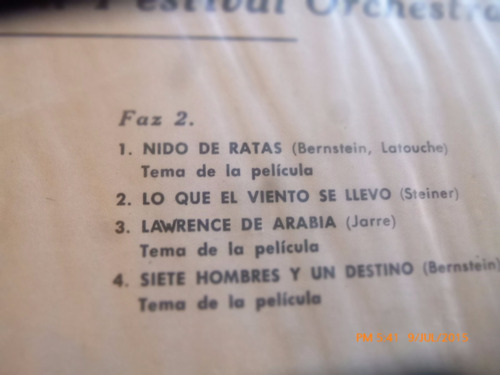 Festival Orchestra
Faz 2.
1. NIDO DE RATAS (Bernstein, Latouche)
Tema de la película
2. LO QUE EL VIENTO SE LLEVO (Steiner)
3. LAWRENCE DE ARABIA (Jarre)
Tema de la película
4. SIETE HOMBRES Y UN DESTINO (Bernstein)
Tema de la película